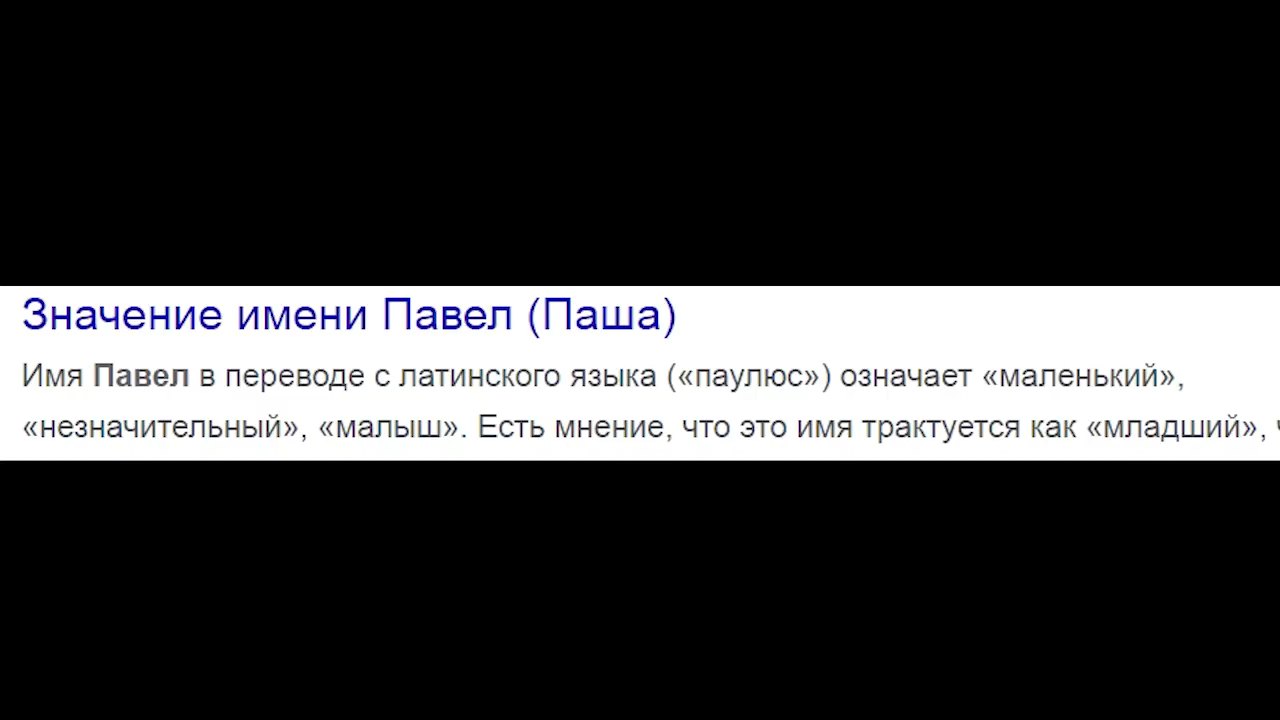 Значение имени Павел (Паша)
Имя Павел в переводе с латинского языка («паулюс») означает «маленький»,
«незначительный», «малыш». Есть мнение, что это имя трактуется как «младший»,